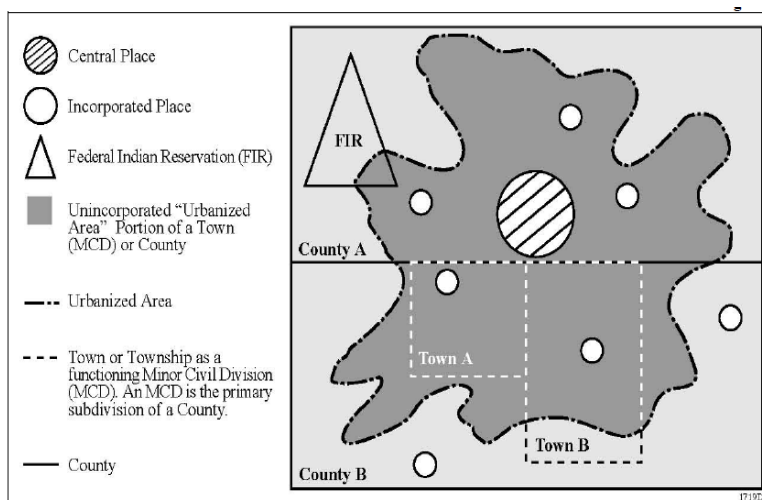 Central Place
Incorporated Place
Federal Indian Reservation (FIR)
Unincorporated “Urbanized
Area” Portion of a Town
(MCD) or County
Urbanized Area
Town or Township as a
functioning Minor Civil Division
(MCD). An MCD is the primary
subdivision of a County.
County
FIR
County A
Town A
Town B
County B